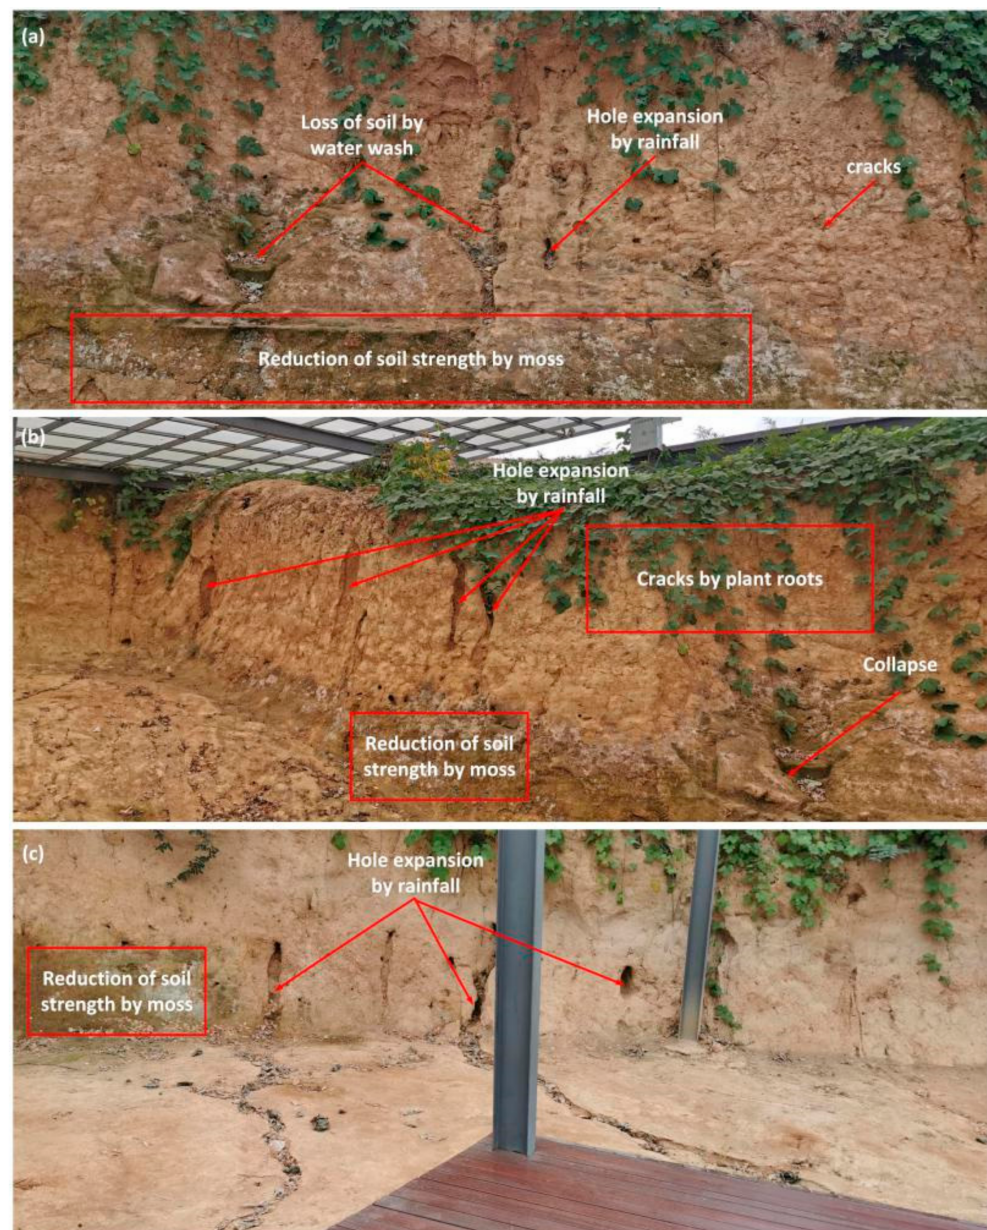 (a)
Loss of soil by
water wash
Hole expansion
by rainfall
cracks
Reduction of soil strength by moss
(b)
Hole expansion
by rainfall
Cracks by plant roots
Collapse
Reduction of soil
strength by moss
(c)
Hole expansion
by rainfall
Reduction of soil
strength by moss